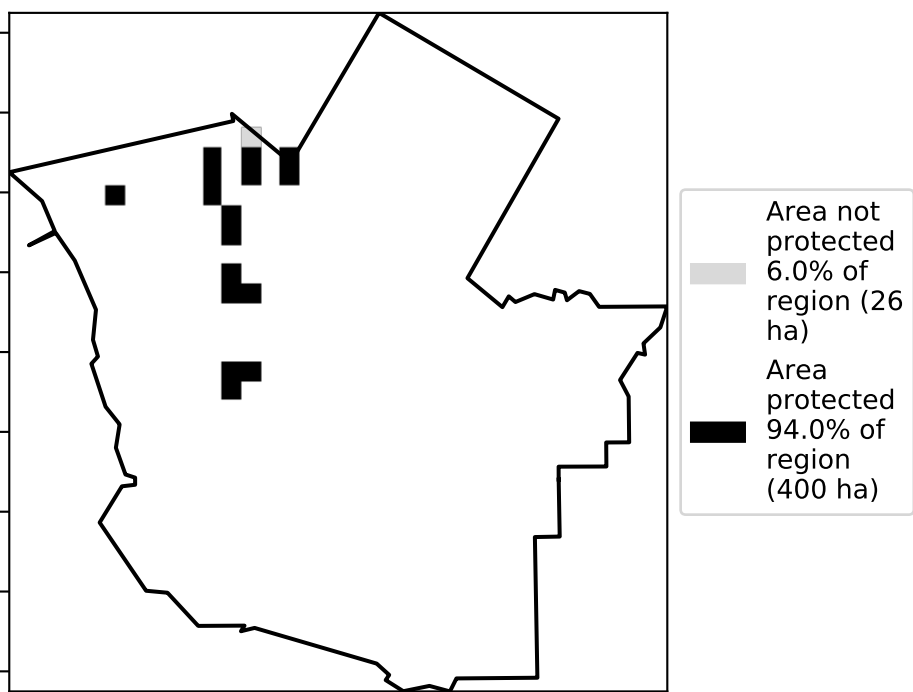 Area not
protected
6.0% of
region (26
ha)
Area
protected
94.0% of
region
(400 ha)